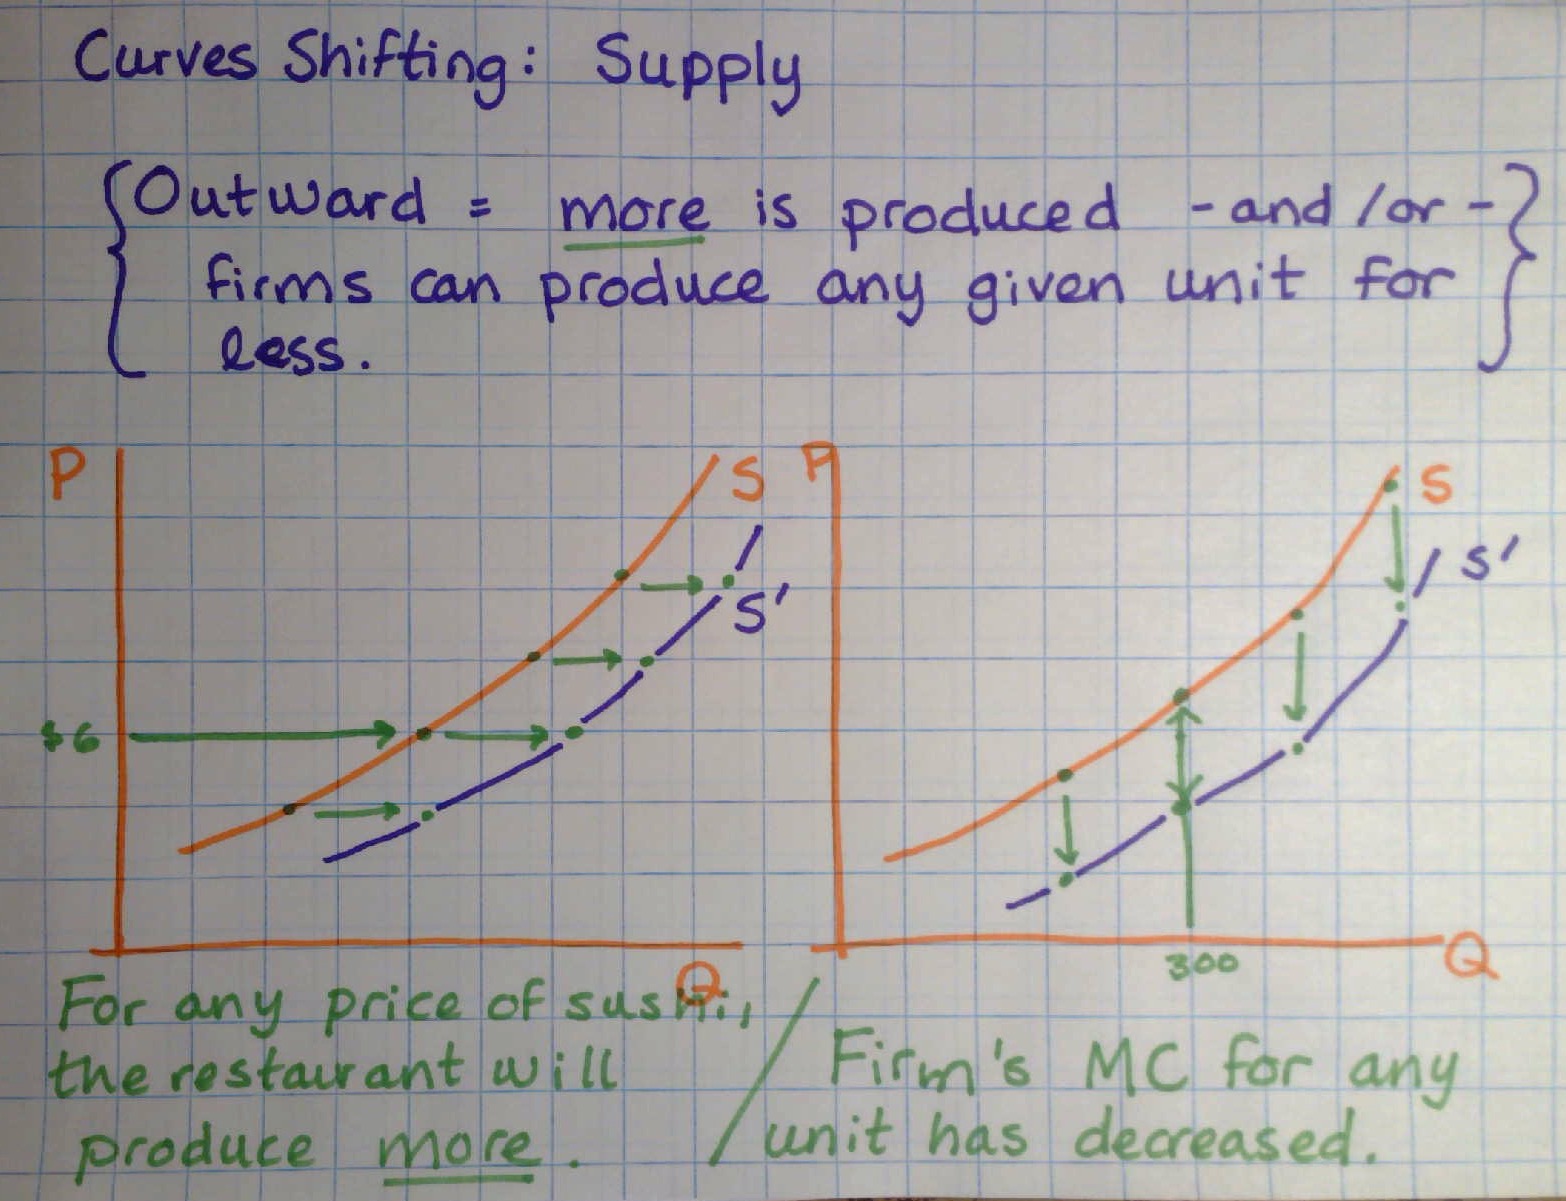 Curves Shifting: Supply
{Outward = more is produced - and / or - }
firms can produce any given unit for
less.
P
S
S'
$6
Q
P
S
S'
300
Q
For any price of sushi,
the restaurant will
produce more.
/
Firm's MC for any
unit has decreased.